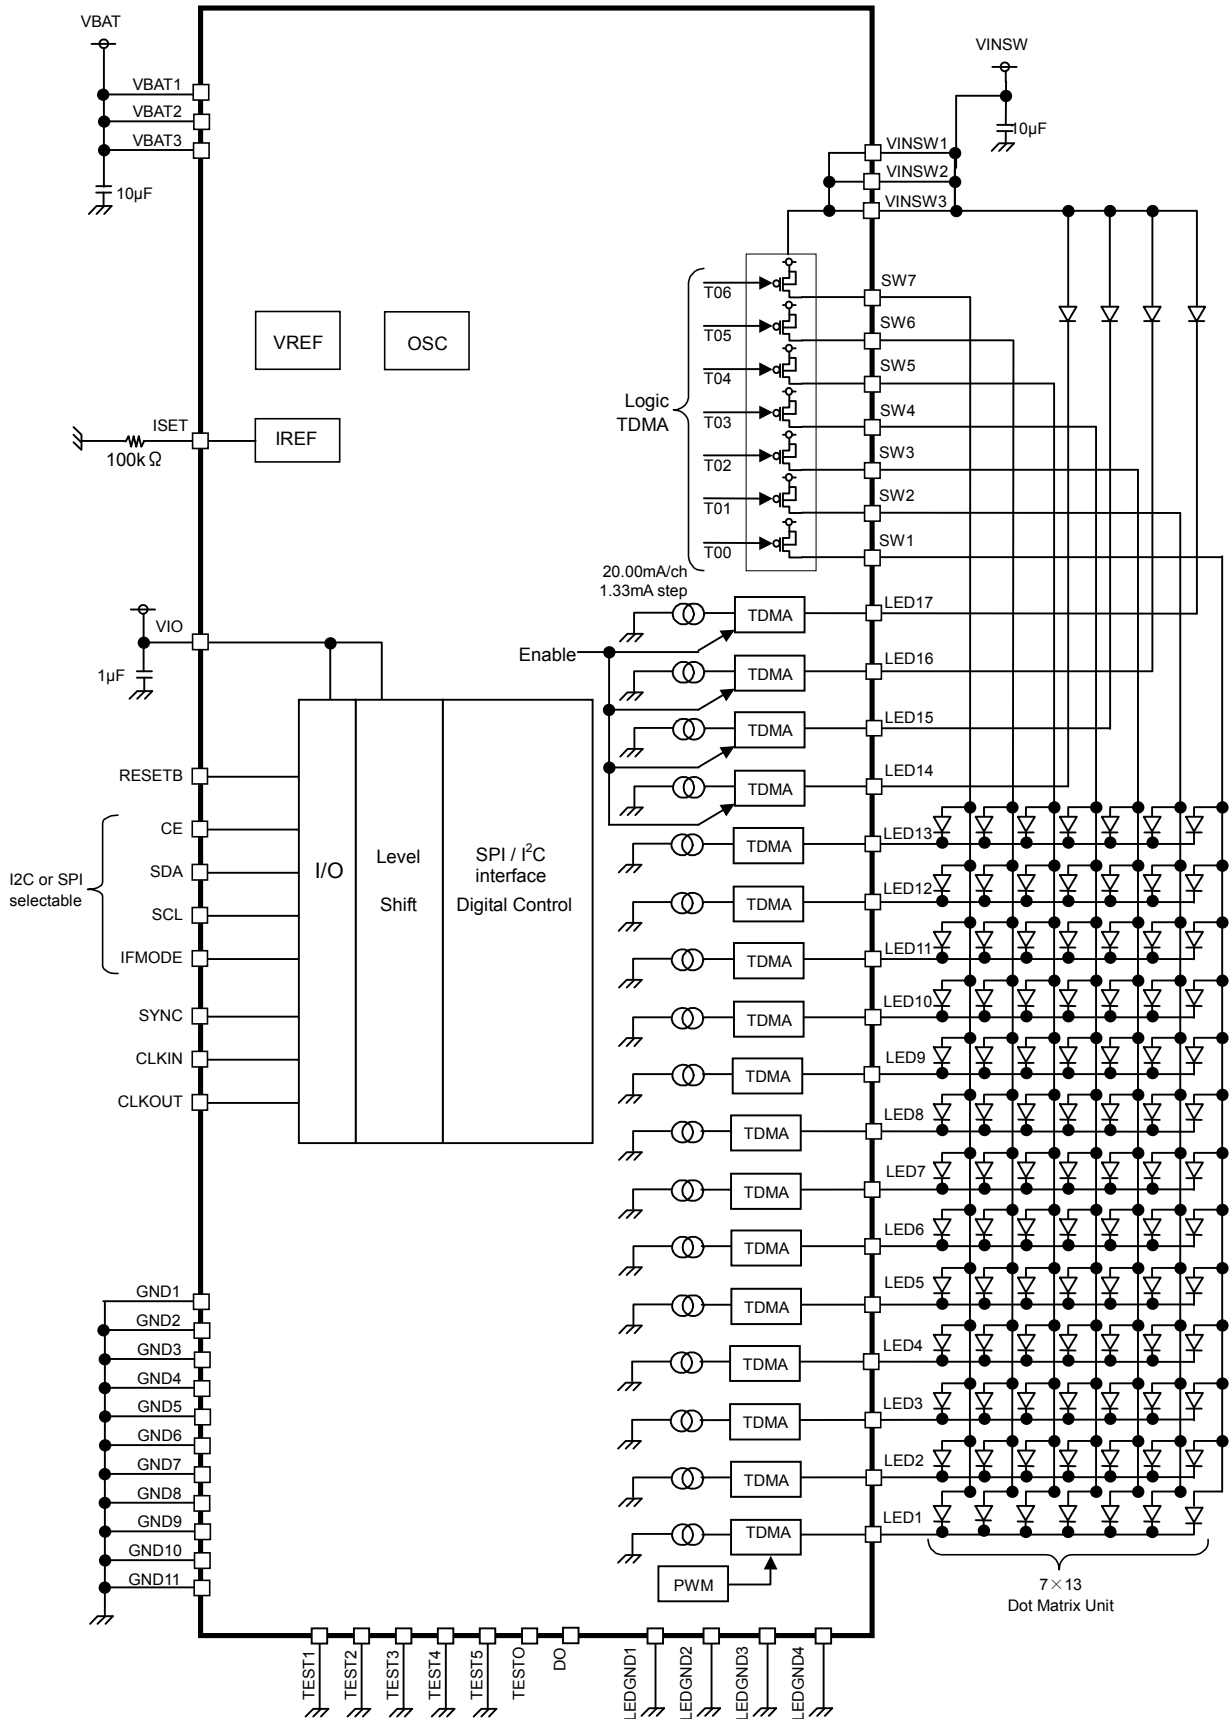 VBAT
VBAT1
VBAT2
VBAT3
10μF
VINSW
10μF
VINSW1
VINSW2
VINSW3
VREF
OSC
ISET
100kΩ
IREF
Logic
TDMA
T06
T05
T04
T03
T02
T01
T00
SW7
SW6
SW5
SW4
SW3
SW2
SW1
20.00mA/ch
1.33mA step
VIO
1μF
Enable
TDMA
LED17
TDMA
LED16
TDMA
LED15
TDMA
LED14
TDMA
LED13
TDMA
LED12
TDMA
LED11
TDMA
LED10
TDMA
LED9
TDMA
LED8
TDMA
LED7
TDMA
LED6
TDMA
LED5
TDMA
LED4
TDMA
LED3
TDMA
LED2
TDMA
LED1
PWM
RESETB
I2C or SPI
selectable
CE
SDA
SCL
IFMODE
SYNC
CLKIN
CLKOUT
I/O
Level
Shift
SPI / I²C
interface
Digital Control
GND1
GND2
GND3
GND4
GND5
GND6
GND7
GND8
GND9
GND10
GND11
7×13
Dot Matrix Unit
TEST1
TEST2
TEST3
TEST4
TEST5
TESTO
DO
LEDGND1
LEDGND2
LEDGND3
LEDGND4